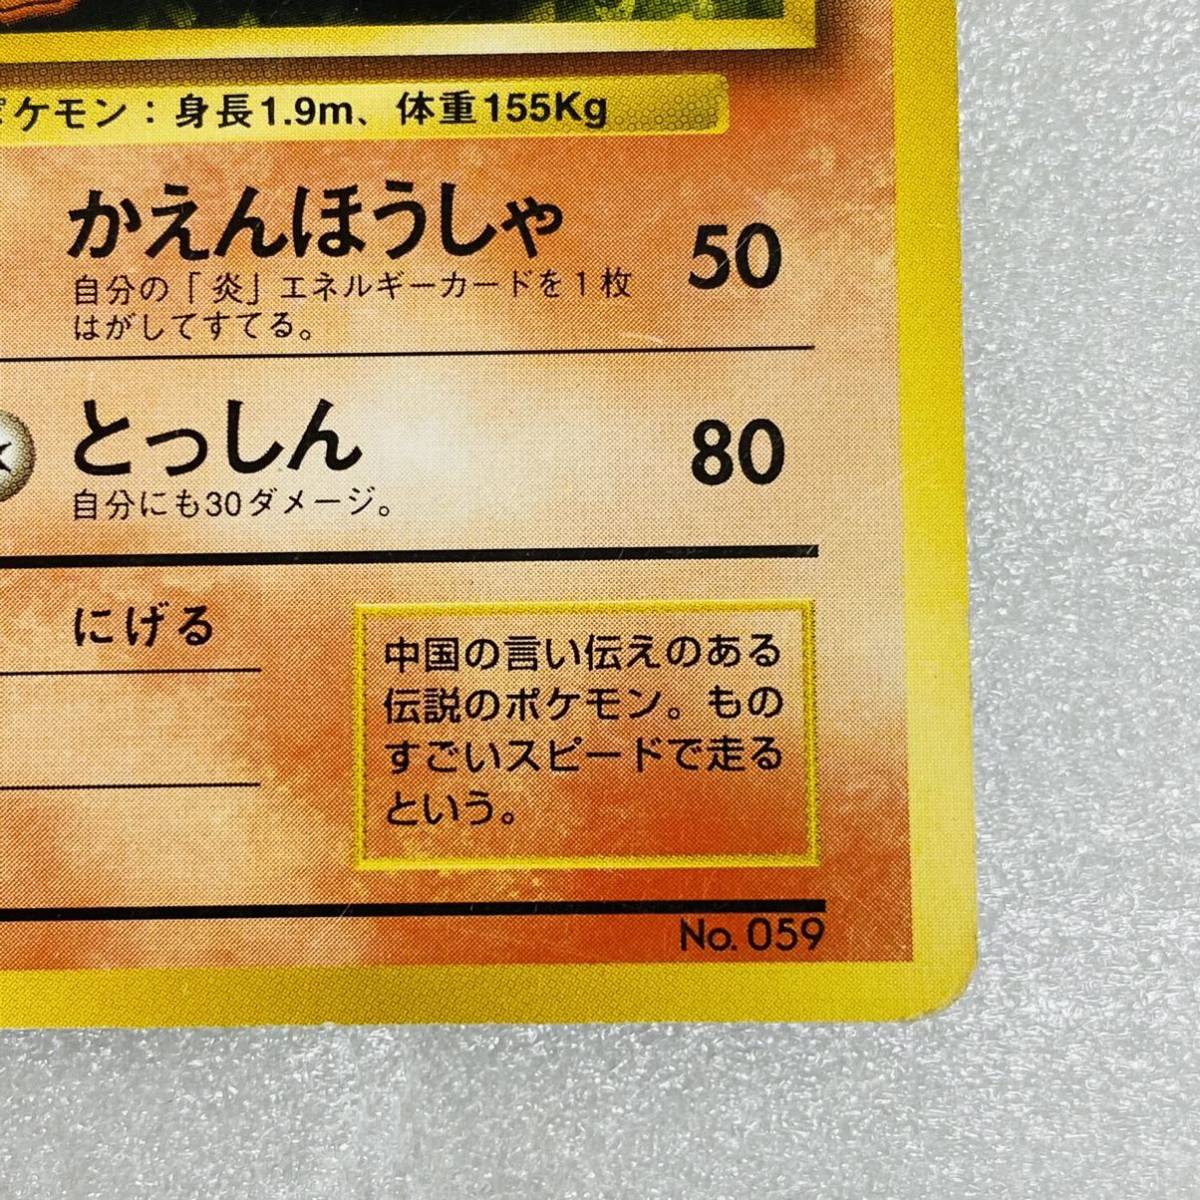 ポケモン：身長1.9m、体重155Kg
かえんほうしゃ 50
自分の「炎」エネルギーカードを1枚
はがしてすてる。
とっしん 80
自分にも30ダメージ。
にげる
中国の言い伝えのある
伝説のポケモン。もの
すごいスピードで走る
という。
No. 059